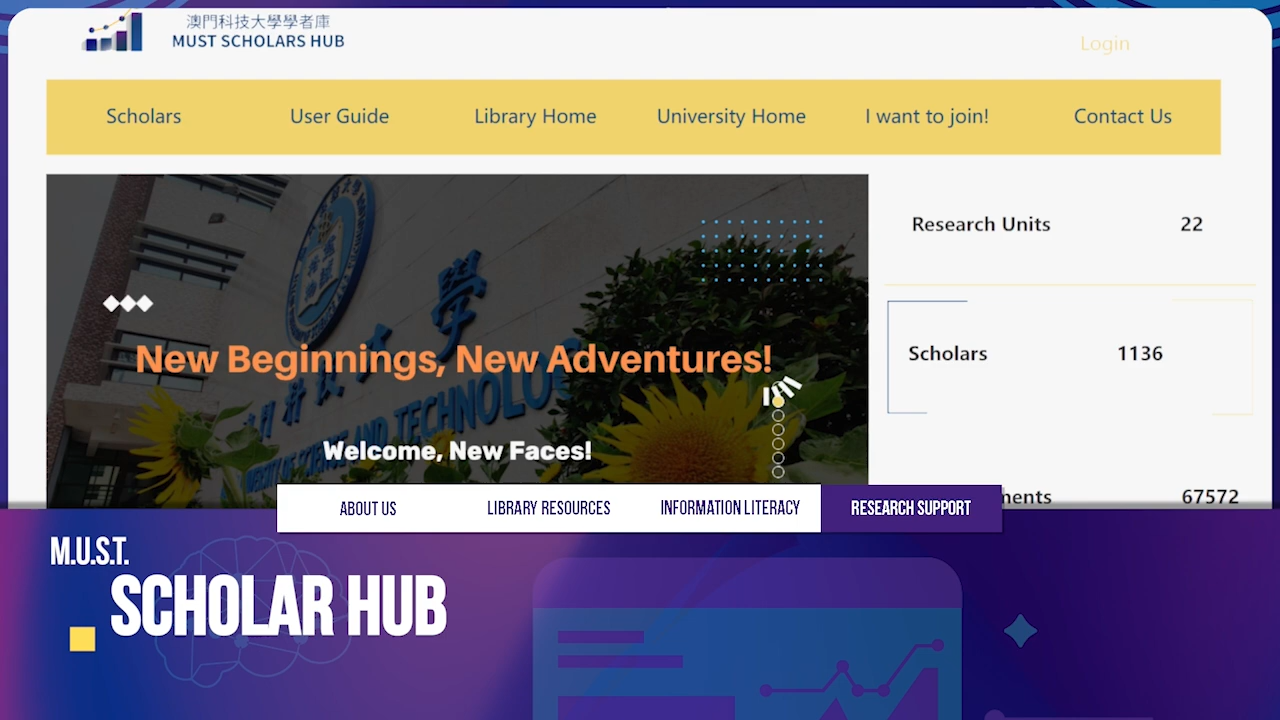 澳門科技大學學者庫
MUST SCHOLARS HUB
Login
Scholars
User Guide
Library Home
University Home
I want to join!
Contact Us
Research Units 22
New Beginnings, New Adventures!
Scholars 1136
Welcome, New Faces!
67572
ABOUT US
LIBRARY RESOURCES
INFORMATION LITERACY
RESEARCH SUPPORT
M.U.S.T.
SCHOLAR HUB